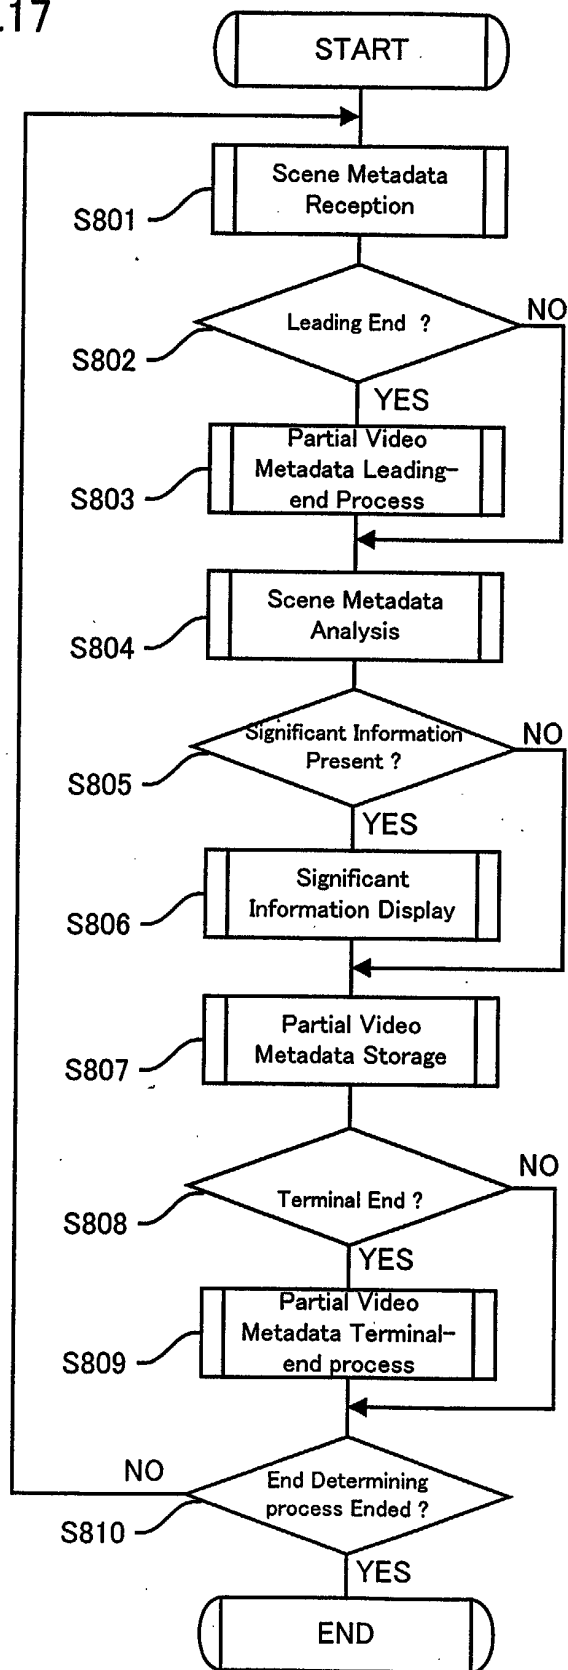 .17
START
Scene Metadata
Reception
S801
Leading End ?
NO
S802
YES
Partial Video
Metadata Leading-
end Process
S803
Scene Metadata
Analysis
S804
Significant Information
Present ?
NO
S805
YES
Significant
Information Display
S806
Partial Video
Metadata Storage
S807
NO
Terminal End ?
S808
YES
Partial Video
Metadata Terminal-
end process
S809
NO
End Determining
process Ended ?
S810
YES
END